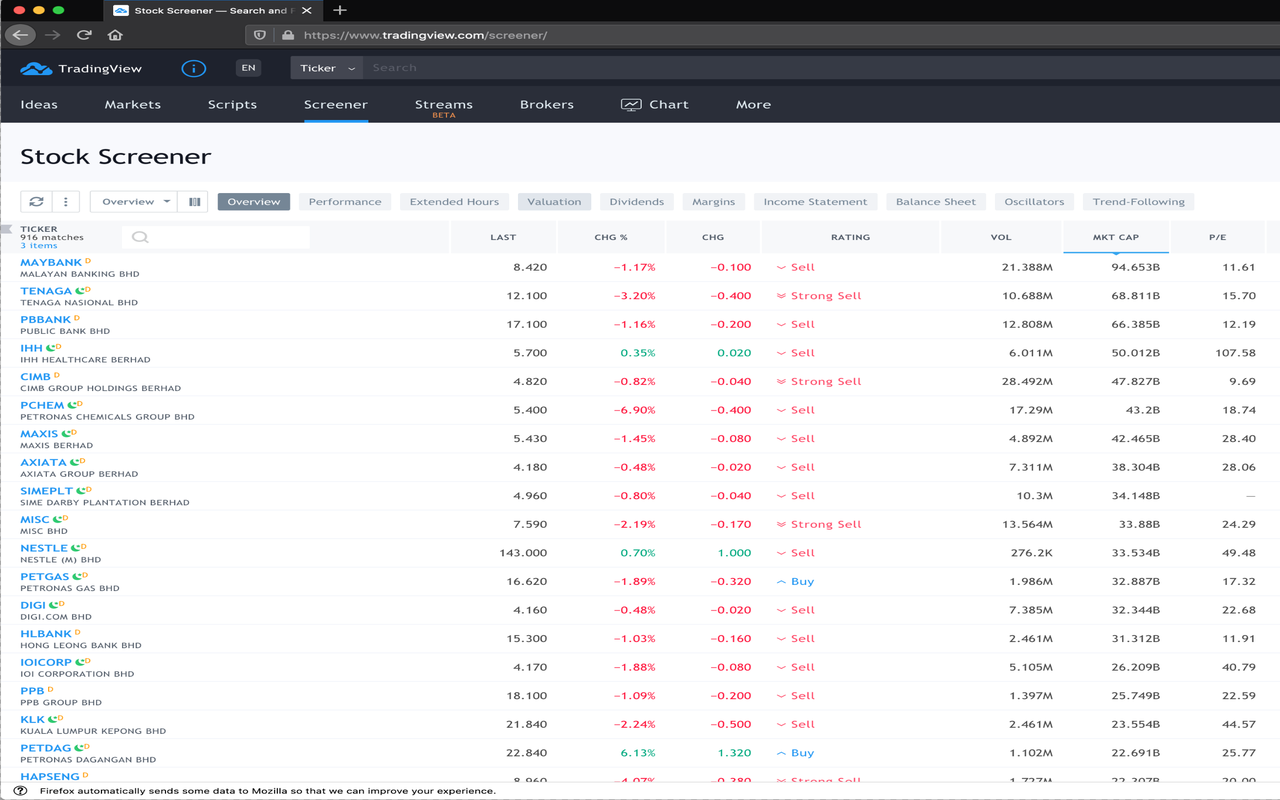 Stock Screener — Search and F
https://www.tradingview.com/screener/
TradingView i EN Ticker Search
Ideas Markets Scripts Screener Streams Brokers Chart More
BETA
Stock Screener
Overview Overview Performance Extended Hours Valuation Dividends Margins Income Statement Balance Sheet Oscillators Trend-Following
TICKER LAST CHG % CHG RATING VOL MKT CAP P/E
916 matches
3 items
MAYBANK D 8.420 −1.17% −0.100 Sell 21.388M 94.653B 11.61
MALAYAN BANKING BHD
TENAGA D 12.100 −3.20% −0.400 Strong Sell 10.688M 68.811B 15.70
TENAGA NASIONAL BHD
PBBANK D 17.100 −1.16% −0.200 Sell 12.808M 66.385B 12.19
PUBLIC BANK BHD
IHH D 5.700 0.35% 0.020 Sell 6.011M 50.012B 107.58
IHH HEALTHCARE BERHAD
CIMB D 4.820 −0.82% −0.040 Strong Sell 28.492M 47.827B 9.69
CIMB GROUP HOLDINGS BERHAD
PCHEM D 5.400 −6.90% −0.400 Sell 17.29M 43.2B 18.74
PETRONAS CHEMICALS GROUP BHD
MAXIS D 5.430 −1.45% −0.080 Sell 4.892M 42.465B 28.40
MAXIS BERHAD
AXIATA D 4.180 −0.48% −0.020 Sell 7.311M 38.304B 28.06
AXIATA GROUP BERHAD
SIMEPLT D 4.960 −0.80% −0.040 Sell 10.3M 34.148B —
SIME DARBY PLANTATION BERHAD
MISC D 7.590 −2.19% −0.170 Strong Sell 13.564M 33.88B 24.29
MISC BHD
NESTLE D 143.000 0.70% 1.000 Sell 276.2K 33.534B 49.48
NESTLE (M) BHD
PETGAS D 16.620 −1.89% −0.320 Buy 1.986M 32.887B 17.32
PETRONAS GAS BHD
DIGI D 4.160 −0.48% −0.020 Sell 7.385M 32.344B 22.68
DIGI.COM BHD
HLBANK D 15.300 −1.03% −0.160 Sell 2.461M 31.312B 11.91
HONG LEONG BANK BHD
IOICORP D 4.170 −1.88% −0.080 Sell 5.105M 26.209B 40.79
IOI CORPORATION BHD
PPB D 18.100 −1.09% −0.200 Sell 1.397M 25.749B 22.59
PPB GROUP BHD
KLK D 21.840 −2.24% −0.500 Sell 2.461M 23.554B 44.57
KUALA LUMPUR KEPONG BHD
PETDAG D 22.840 6.13% 1.320 Buy 1.102M 22.691B 25.77
PETRONAS DAGANGAN BHD
HAPSENG D 8.960 −4.07% −0.380 Strong Sell 1.727M 22.307B 20.00
Firefox automatically sends some data to Mozilla so that we can improve your experience.